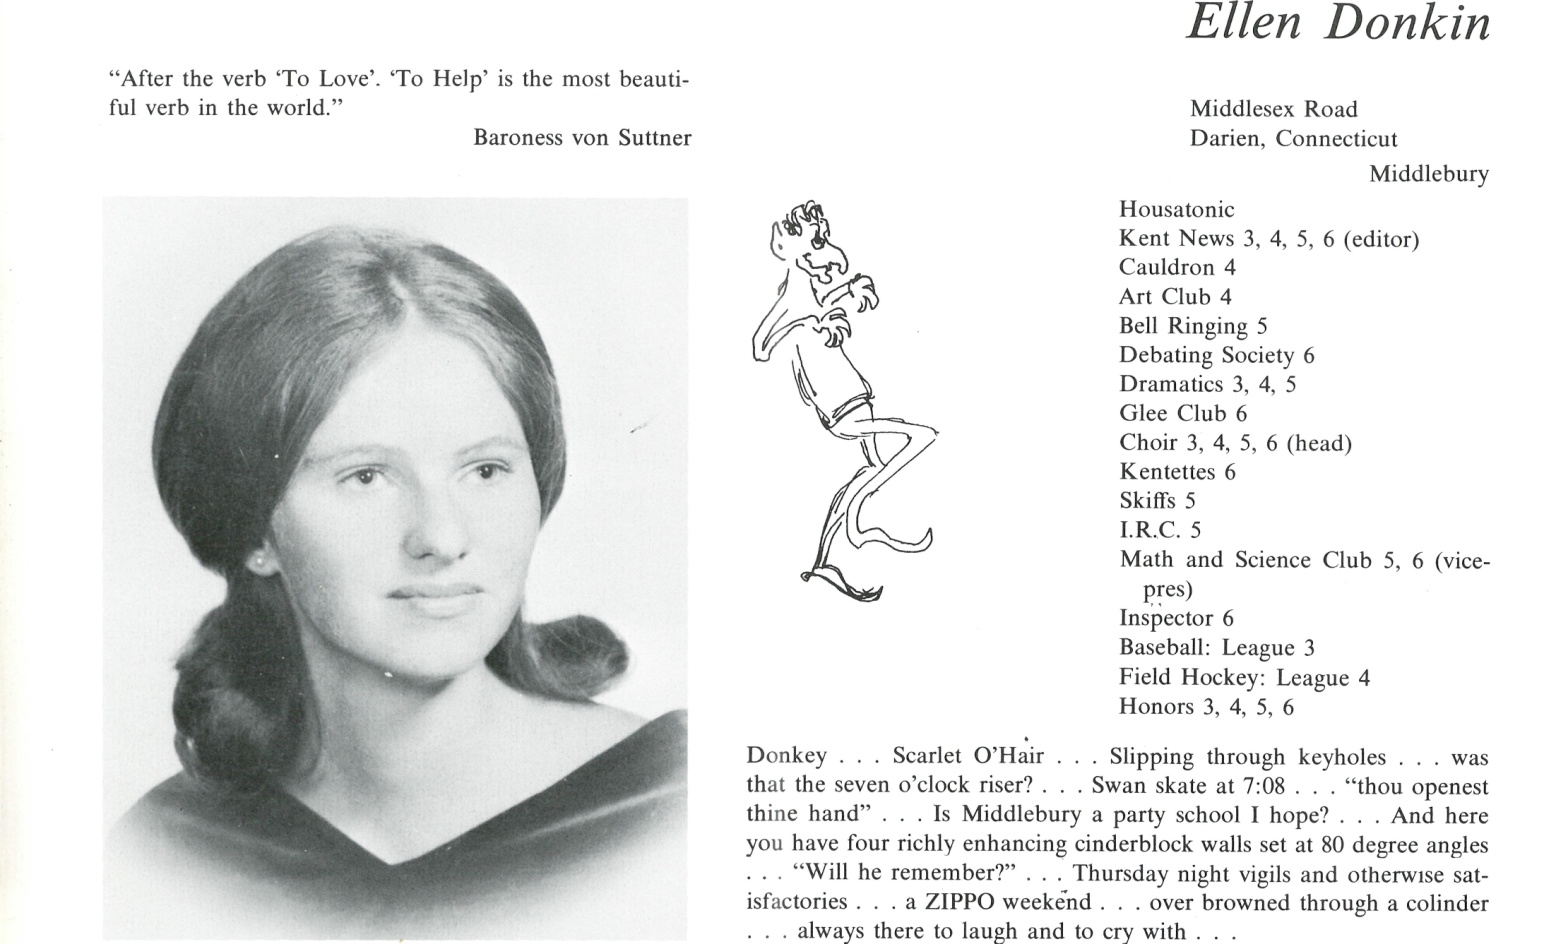 Ellen Donkin
“After the verb ‘To Love’. ‘To Help’ is the most beauti-
ful verb in the world.”
Baroness von Suttner
Middlesex Road
Darien, Connecticut
Middlebury
Housatonic
Kent News 3, 4, 5, 6 (editor)
Cauldron 4
Art Club 4
Bell Ringing 5
Debating Society 6
Dramatics 3, 4, 5
Glee Club 6
Choir 3, 4, 5, 6 (head)
Kentettes 6
Skiffs 5
I.R.C. 5
Math and Science Club 5, 6 (vice-
pres)
Inspector 6
Baseball: League 3
Field Hockey: League 4
Honors 3, 4, 5, 6
Donkey . . . Scarlet O’Hair . . . Slipping through keyholes . . . was
that the seven o’clock riser? . . . Swan skate at 7:08 . . . “thou openest
thine hand” . . . Is Middlebury a party school I hope? . . . And here
you have four richly enhancing cinderblock walls set at 80 degree angles
. . . “Will he remember?” . . . Thursday night vigils and otherwise sat-
isfactories . . . a ZIPPO weekend . . . over browned through a colinder
. . . always there to laugh and to cry with . . .